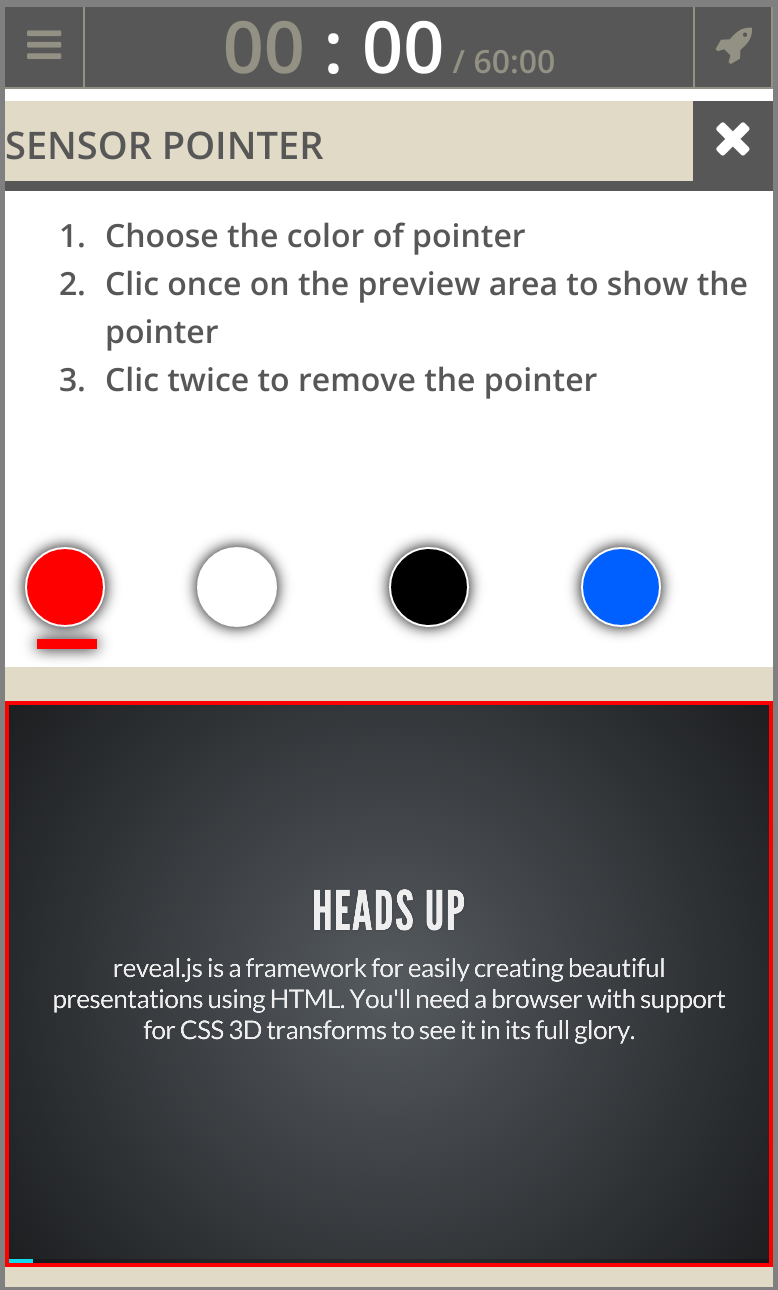 00 : 00 / 60:00
SENSOR POINTER
1. Choose the color of pointer
2. Clic once on the preview area to show the
pointer
3. Clic twice to remove the pointer
HEADS UP
reveal.js is a framework for easily creating beautiful
presentations using HTML. You'll need a browser with support
for CSS 3D transforms to see it in its full glory.